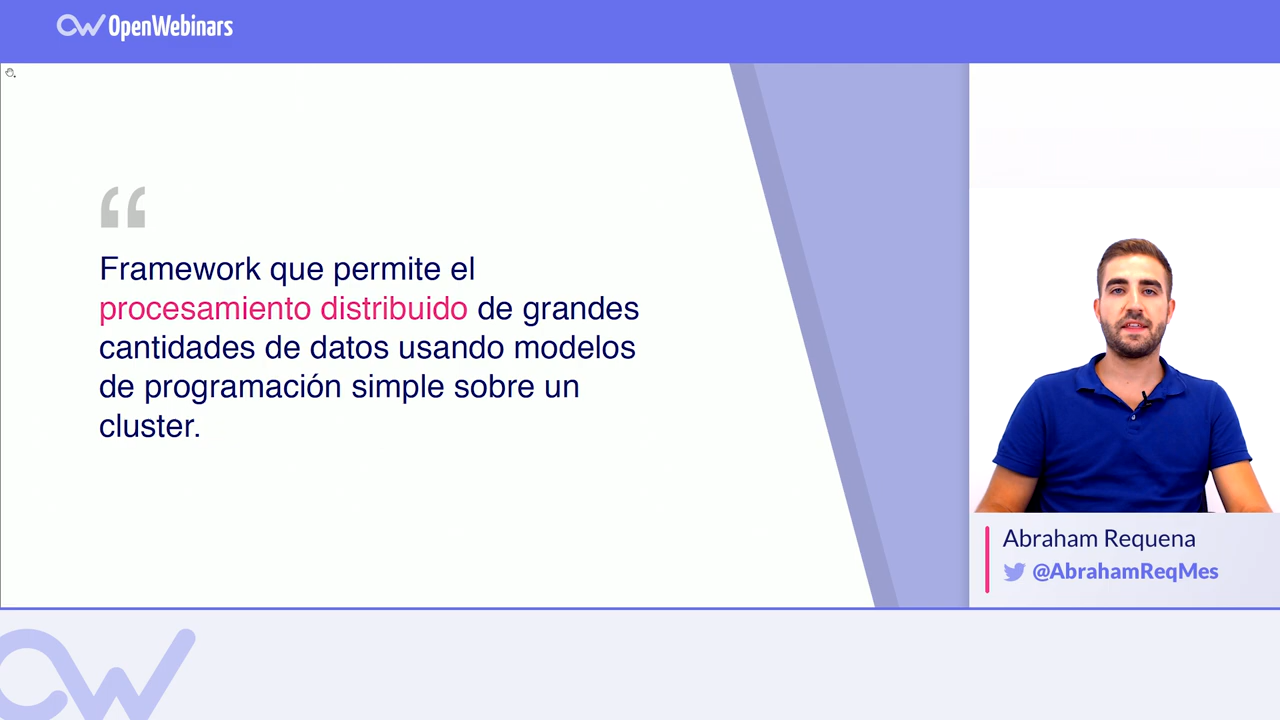 OpenWebinars
“
Framework que permite el
procesamiento distribuido de grandes
cantidades de datos usando modelos
de programación simple sobre un
cluster.
Abraham Requena
@AbrahamReqMes